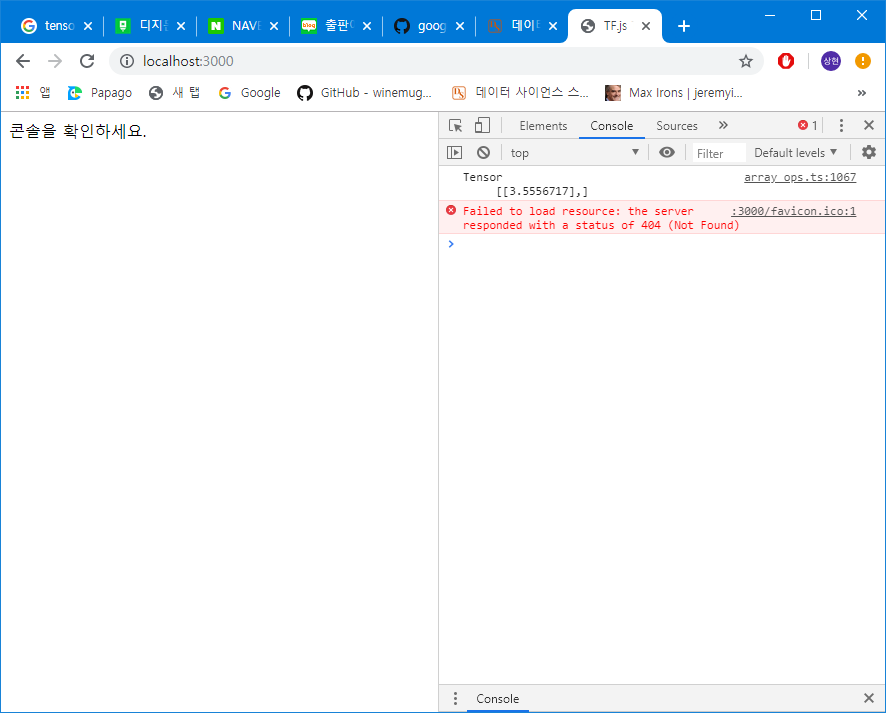 tenso
디지
NAVE
출판
goog
데이터
TF.js
localhost:3000
상현
앱
Papago
새 탭
Google
GitHub - winemug...
데이터 사이언스 스...
Max Irons | jeremyi...
»
콘솔을 확인하세요.
Elements
Console
Sources
»
1
top
Filter
Default levels
Tensor
array_ops.ts:1067
[[3.5556717],]
Failed to load resource: the server
:3000/favicon.ico:1
responded with a status of 404 (Not Found)
Console